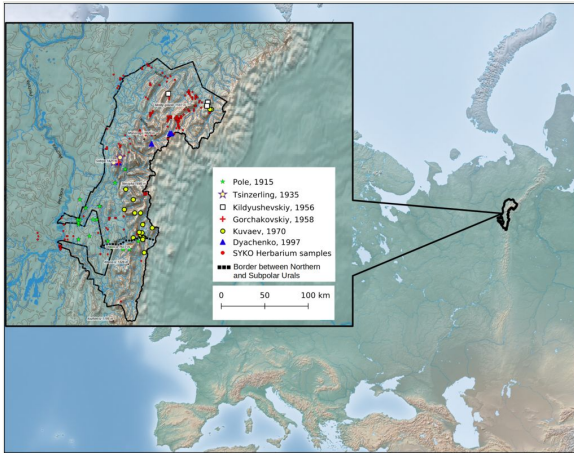 Pole, 1915
Tsinzerling, 1935
Kildyushevskiy, 1956
Gorchakovskiy, 1958
Kuvaev, 1970
Dyachenko, 1997
SYKO Herbarium samples
Border between Northern
and Subpolar Urals
0 50 100 km